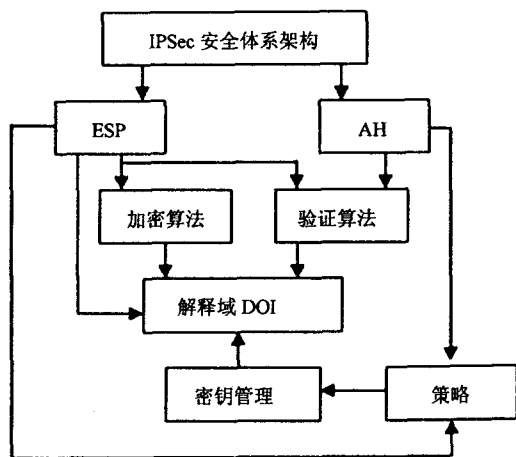 IPSec 安全体系架构
ESP
AH
加密算法
验证算法
解释域 DOI
密钥管理
策略